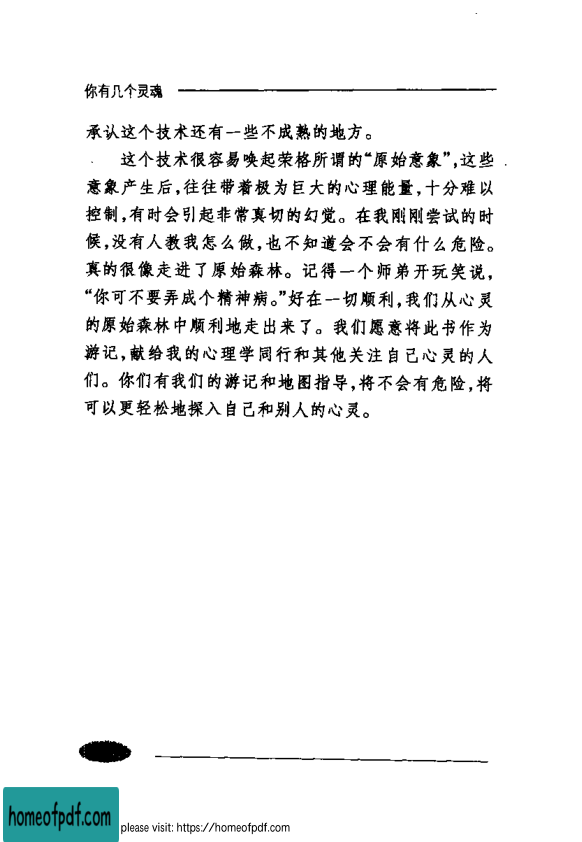 你有几个灵魂
承认这个技术还有一些不成熟的地方。
这个技术很容易唤起荣格所谓的“原始意象”,这些
意象产生后,往往带着极为巨大的心理能量,十分难以
控制,有时会引起非常真切的幻觉。在我刚刚尝试的时
候,没有人教我怎么做,也不知道会不会有什么危险。
真的很像走进了原始森林。记得一个师弟开玩笑说,
“你可不要弄成个精神病。”好在一切顺利,我们从心灵
的原始森林中顺利地走出来了。我们愿意将此书作为
游记,献给我的心理学同行和其他关注自己心灵的人
们。你们有我们的游记和地图指导,将不会有危险,将
可以更轻松地探入自己和别人的心灵。
homeofpdf.com
please visit: https://homeofpdf.com